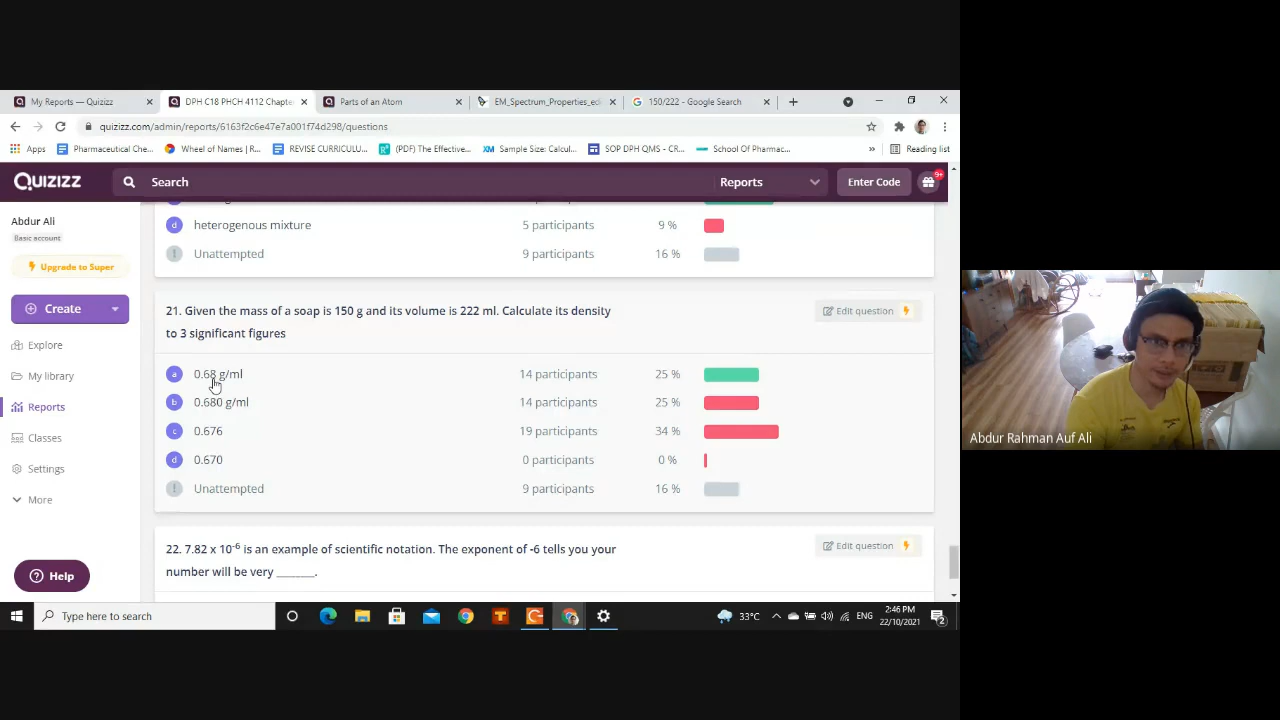 My Reports — Quizizz
DPH C18 PHCH 4112 Chapte
Parts of an Atom
EM_Spectrum_Properties_ed
150/222 - Google Search
quizizz.com/admin/reports/6163f2c6e47e7a001f74d298/questions
Apps
Pharmaceutical Che...
Wheel of Names | R...
REVISE CURRICULU...
(PDF) The Effective...
XM Sample Size: Calcul...
SOP DPH QMS - CR...
School Of Pharmac...
»
Reading list
QUIZIZZ
Search
Reports
Enter Code
9+
Abdur Ali
Basic account
Upgrade to Super
Create
Explore
My library
Reports
Classes
Settings
More
Help
d heterogenous mixture 5 participants 9 %
! Unattempted 9 participants 16 %
21. Given the mass of a soap is 150 g and its volume is 222 ml. Calculate its density
to 3 significant figures
Edit question
a 0.68 g/ml 14 participants 25 %
b 0.680 g/ml 14 participants 25 %
c 0.676 19 participants 34 %
d 0.670 0 participants 0 %
! Unattempted 9 participants 16 %
22. 7.82 x 10⁻⁶ is an example of scientific notation. The exponent of -6 tells you your
number will be very _______.
Edit question
Type here to search
33°C
ENG
2:46 PM
22/10/2021
2
Abdur Rahman Auf Ali